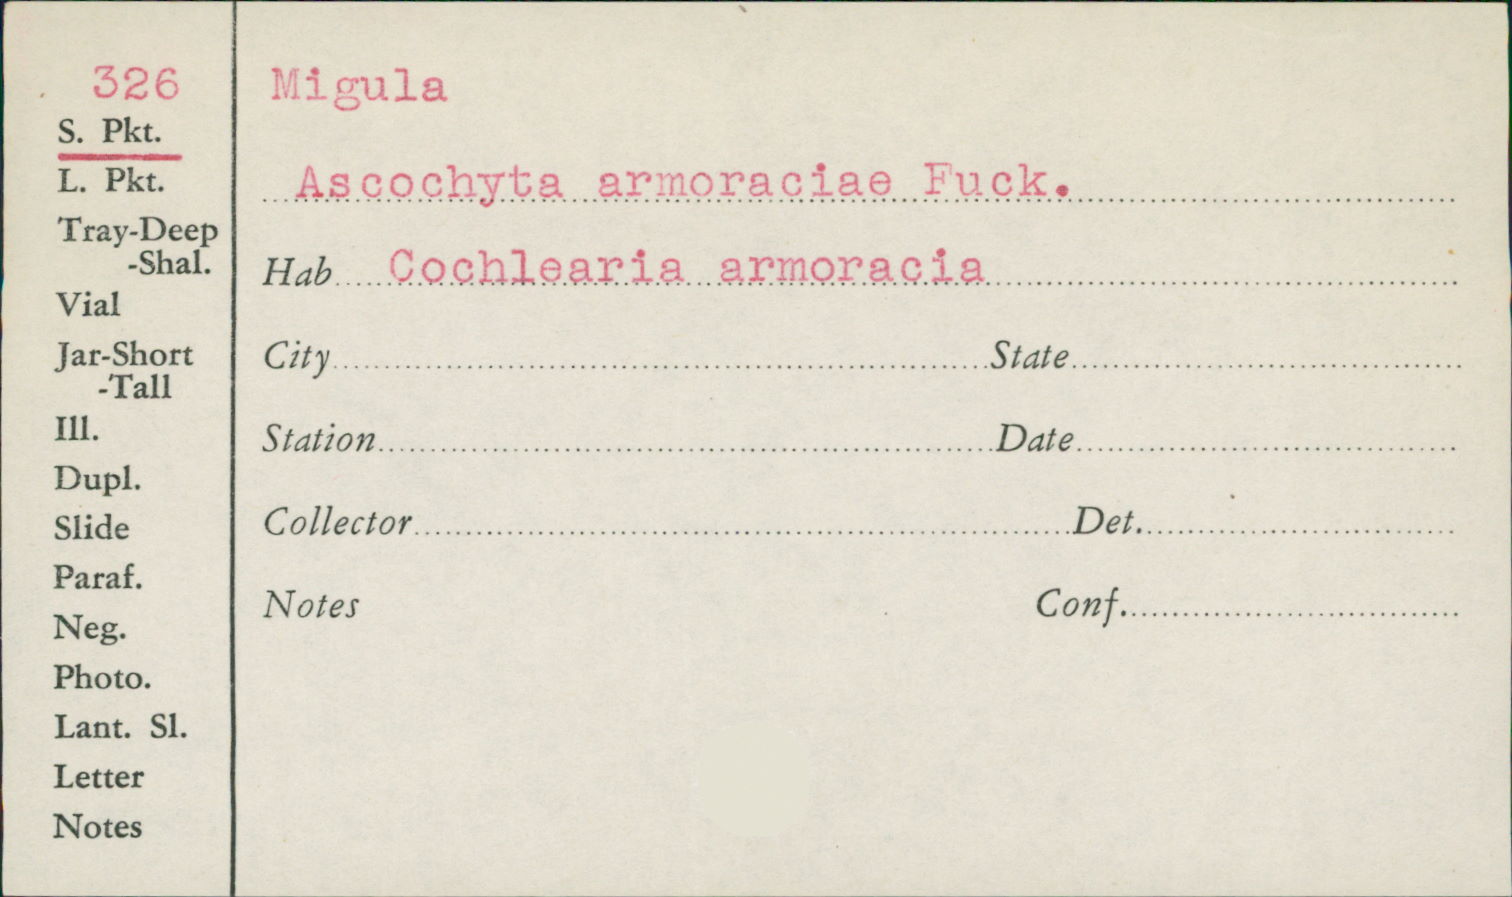 326
S. Pkt.
L. Pkt.
Tray-Deep
-Shal.
Vial
Jar-Short
-Tall
Ill.
Dupl.
Slide
Paraf.
Neg.
Photo.
Lant. Sl.
Letter
Notes
Migula
Ascochyta armoraciae Fuck.
Hab Cochlearia armoracia
City State
Station Date
Collector Det.
Notes Conf.